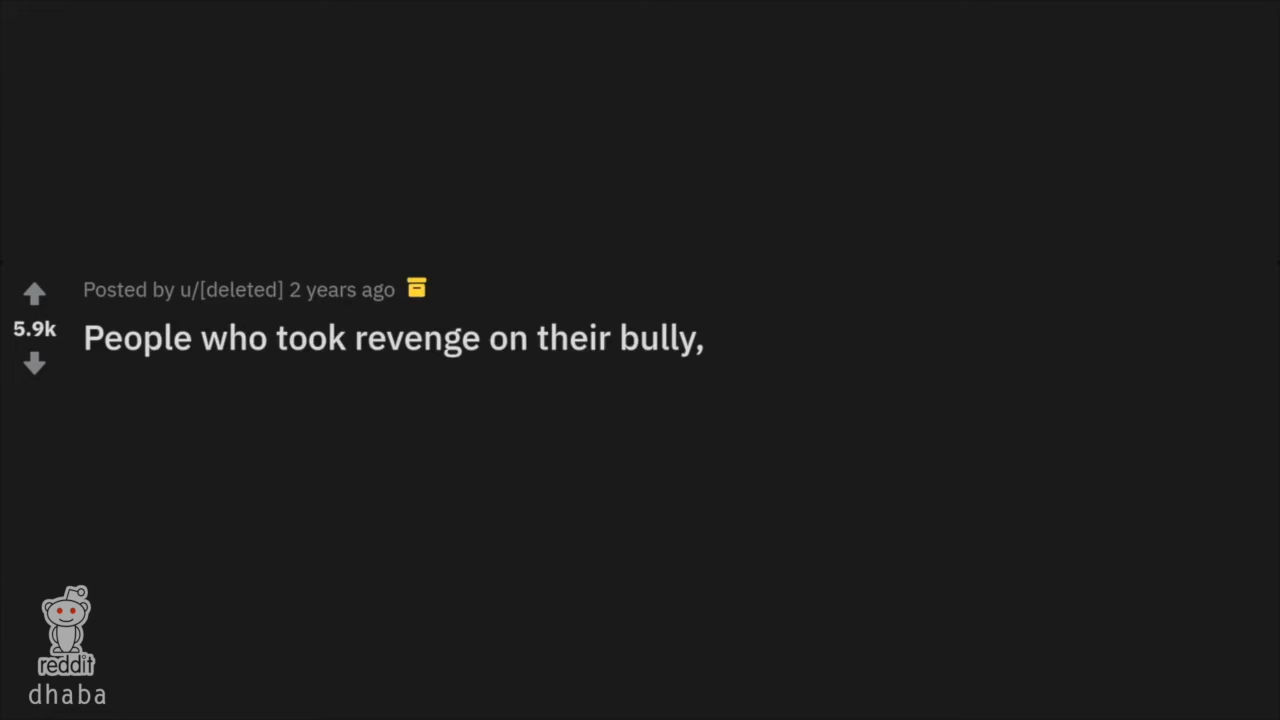 Posted by u/[deleted] 2 years ago
5.9k
People who took revenge on their bully,
reddit
dhaba